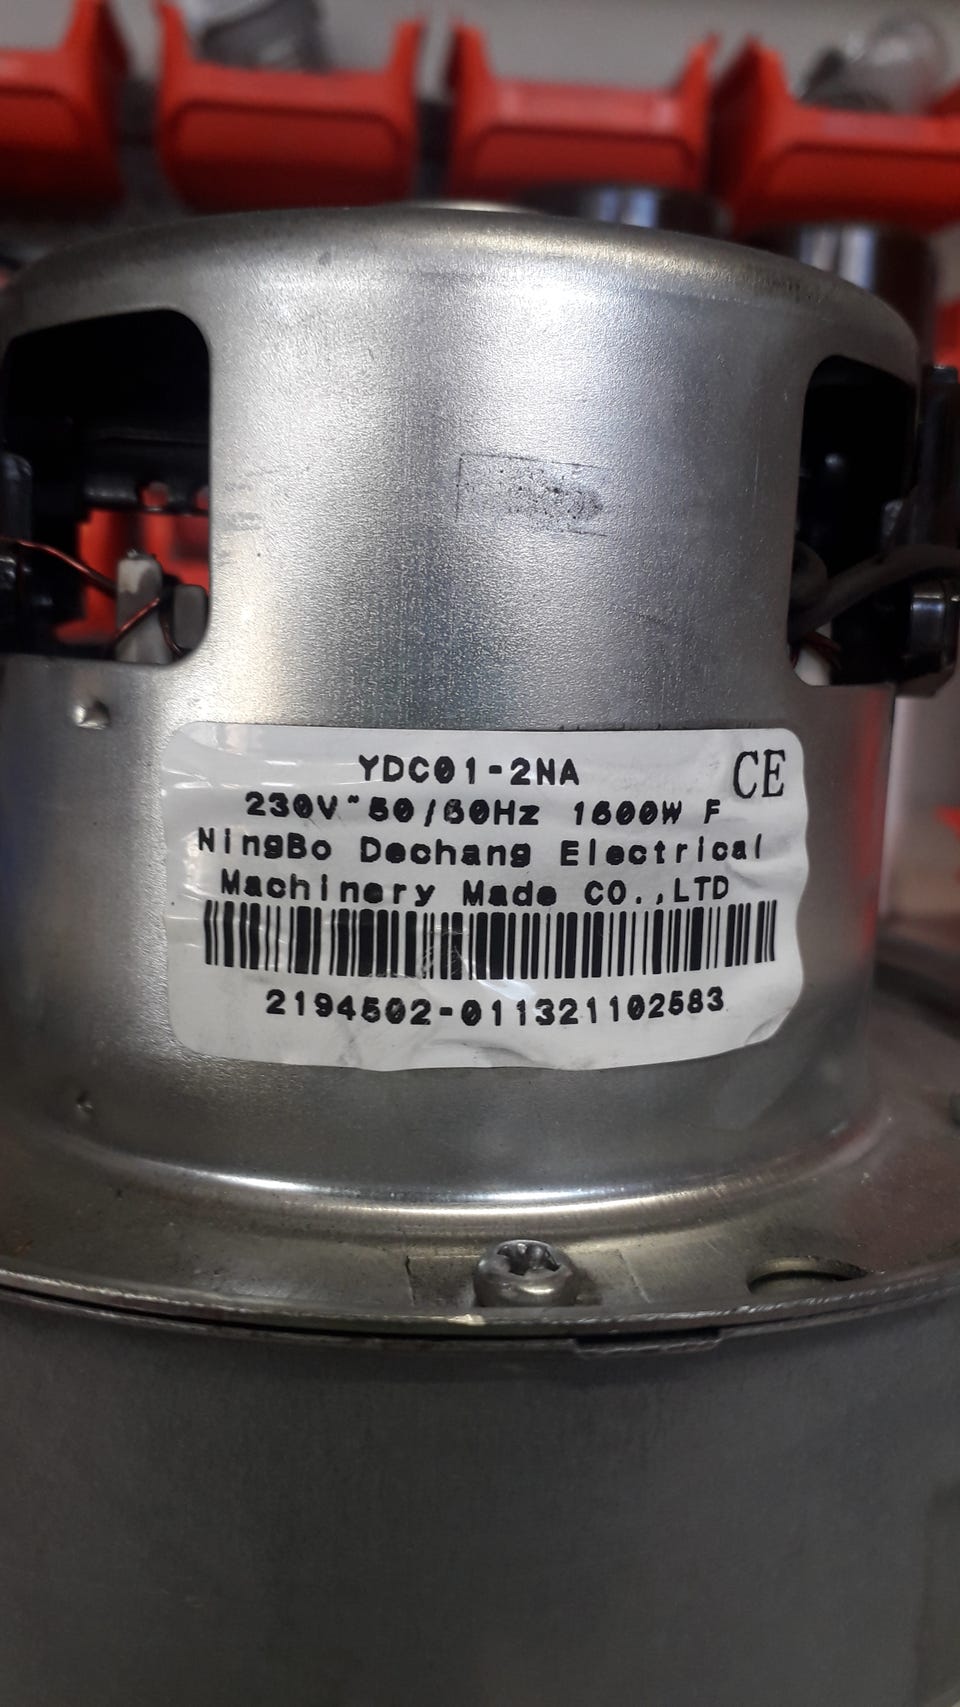 YDC01-2NA CE
230V~50/60Hz 1600W F
NingBo Dechang Electrical
Machinery Made CO.,LTD
2194502-011321102583